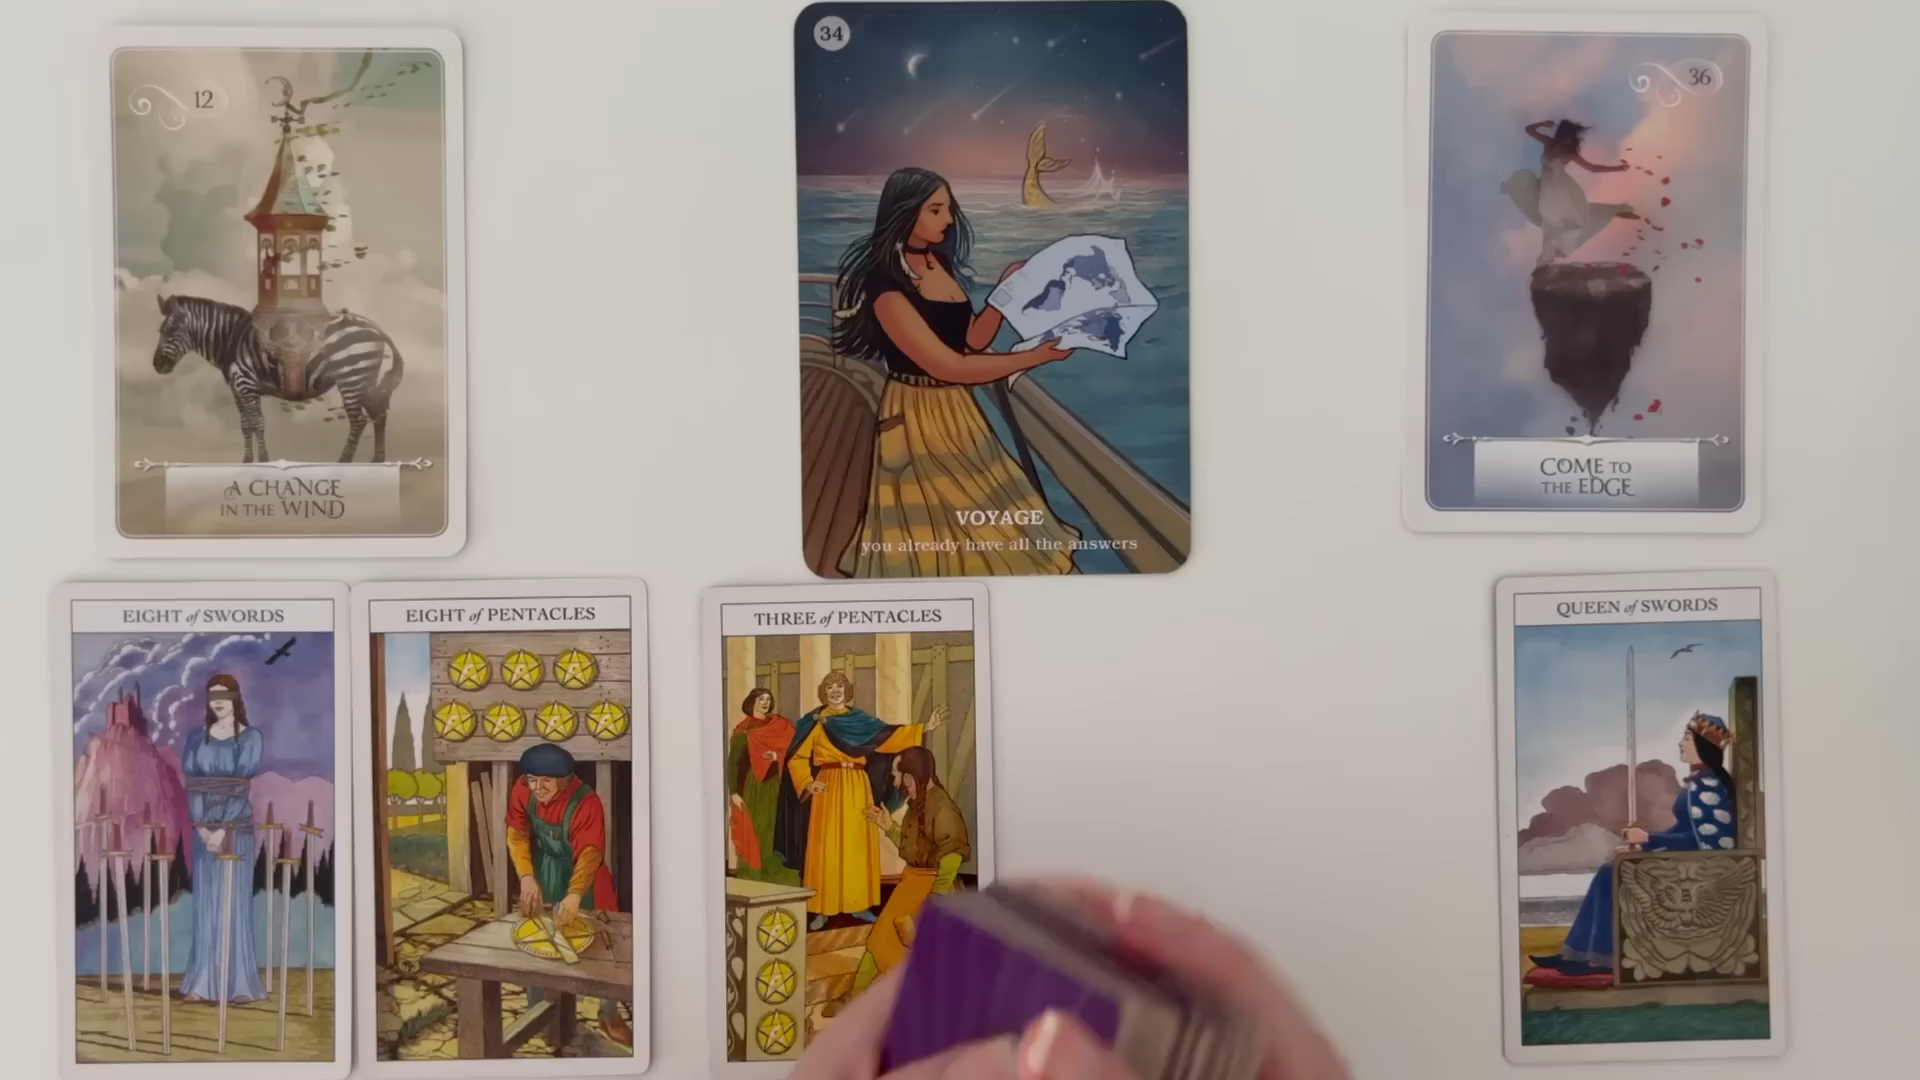 12
A CHANGE
IN THE WIND
34
VOYAGE
you already have all the answers
36
COME TO
THE EDGE
EIGHT of SWORDS
EIGHT of PENTACLES
THREE of PENTACLES
QUEEN of SWORDS